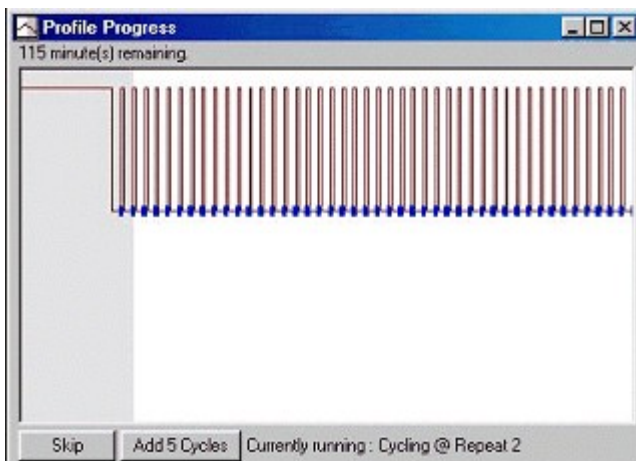 Profile Progress
115 minute(s) remaining.
Skip
Add 5 Cycles
Currently running : Cycling @ Repeat 2